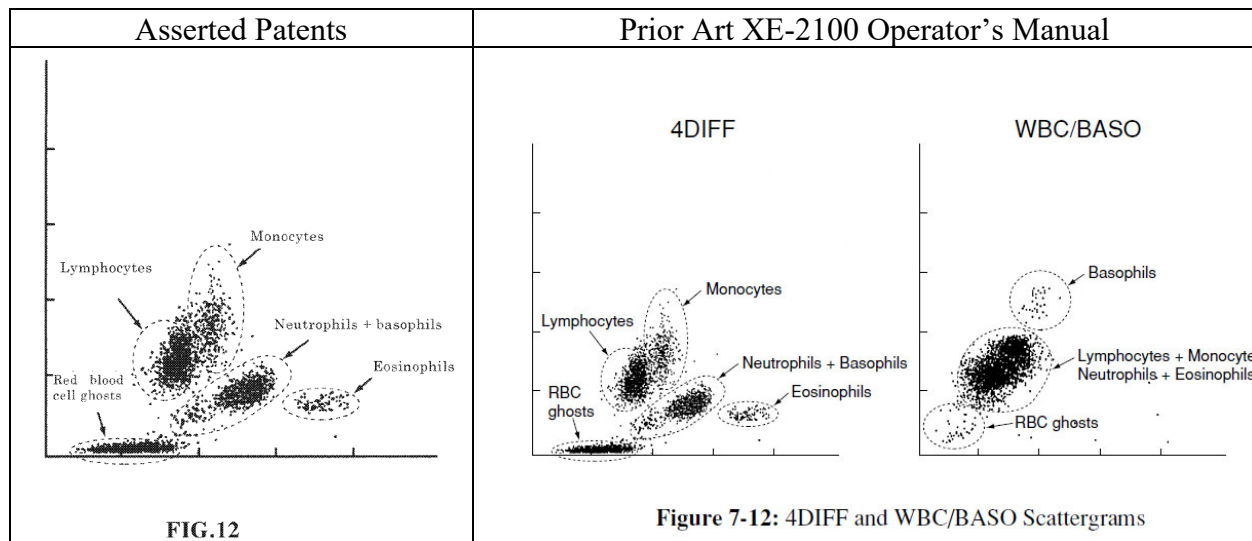 Asserted Patents
Prior Art XE-2100 Operator’s Manual
Monocytes
Lymphocytes
Neutrophils + basophils
Eosinophils
Red blood
cell ghosts
FIG.12
4DIFF
WBC/BASO
Monocytes
Lymphocytes
Neutrophils + Basophils
RBC
ghosts
Eosinophils
Basophils
Lymphocytes + Monocyte
Neutrophils + Eosinophils
RBC ghosts
Figure 7-12: 4DIFF and WBC/BASO Scattergrams